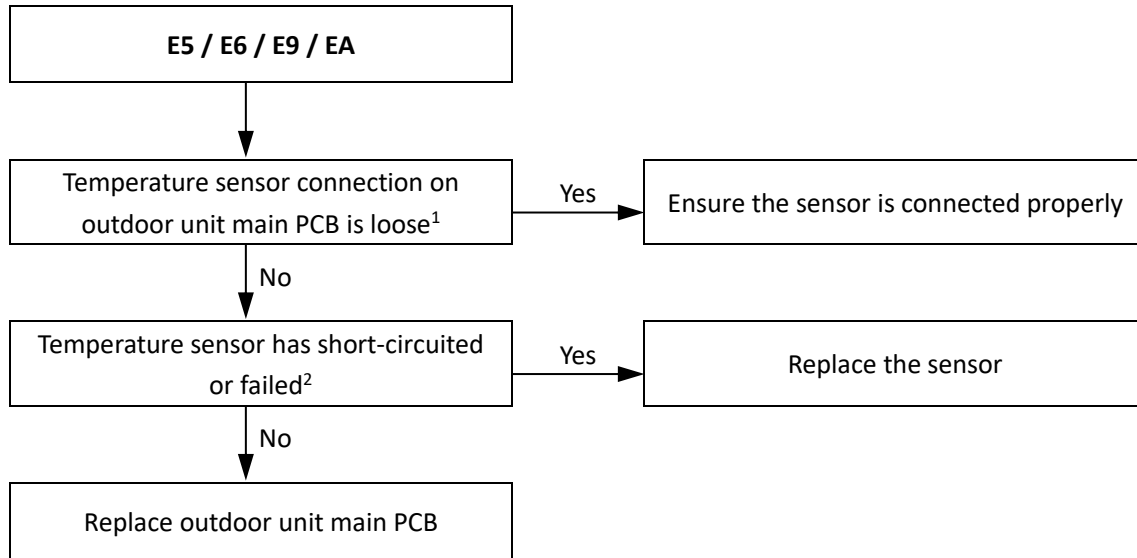 E5 / E6 / E9 / EA
Temperature sensor connection on
outdoor unit main PCB is loose¹
Yes
Ensure the sensor is connected properly
No
Temperature sensor has short-circuited
or failed²
Yes
Replace the sensor
No
Replace outdoor unit main PCB